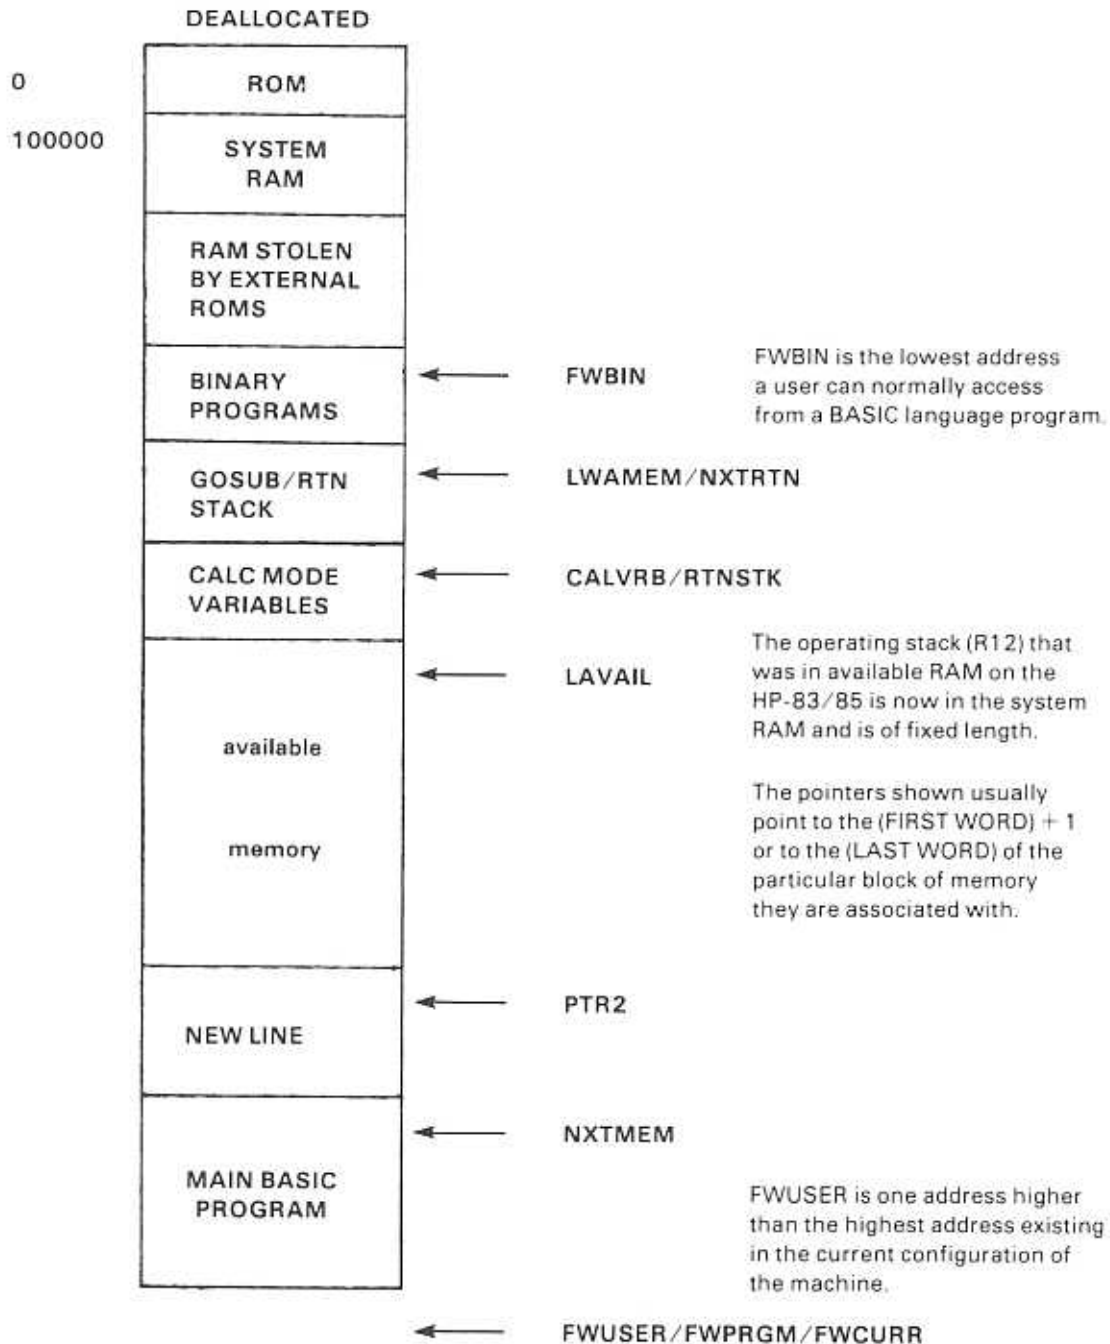 DEALLOCATED
0
ROM
100000
SYSTEM
RAM
RAM STOLEN
BY EXTERNAL
ROMS
BINARY
PROGRAMS
FWBIN
FWBIN is the lowest address
a user can normally access
from a BASIC language program.
GOSUB/RTN
STACK
LWAMEM/NXTRTN
CALC MODE
VARIABLES
CALVRB/RTNSTK
LAVAIL
The operating stack (R12) that
was in available RAM on the
HP-83/85 is now in the system
RAM and is of fixed length.
available
memory
The pointers shown usually
point to the (FIRST WORD) + 1
or to the (LAST WORD) of the
particular block of memory
they are associated with.
PTR2
NEW LINE
NXTMEM
MAIN BASIC
PROGRAM
FWUSER is one address higher
than the highest address existing
in the current configuration of
the machine.
FWUSER/FWPRGM/FWCURR